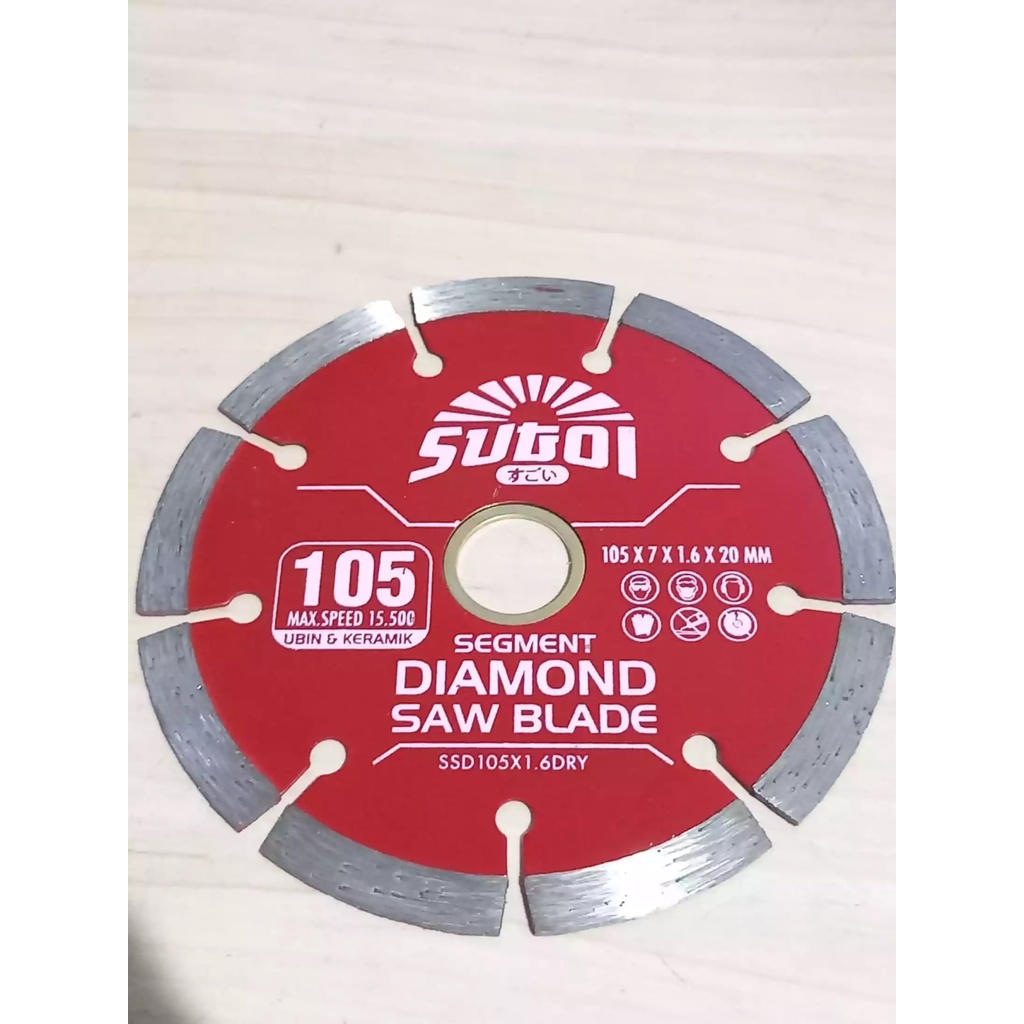 SUGOI
すごい
105
MAX.SPEED 15.500
UBIN & KERAMIK
105 X 7 X 1.6 X 20 MM
SEGMENT
DIAMOND
SAW BLADE
SSD105X1.6DRY